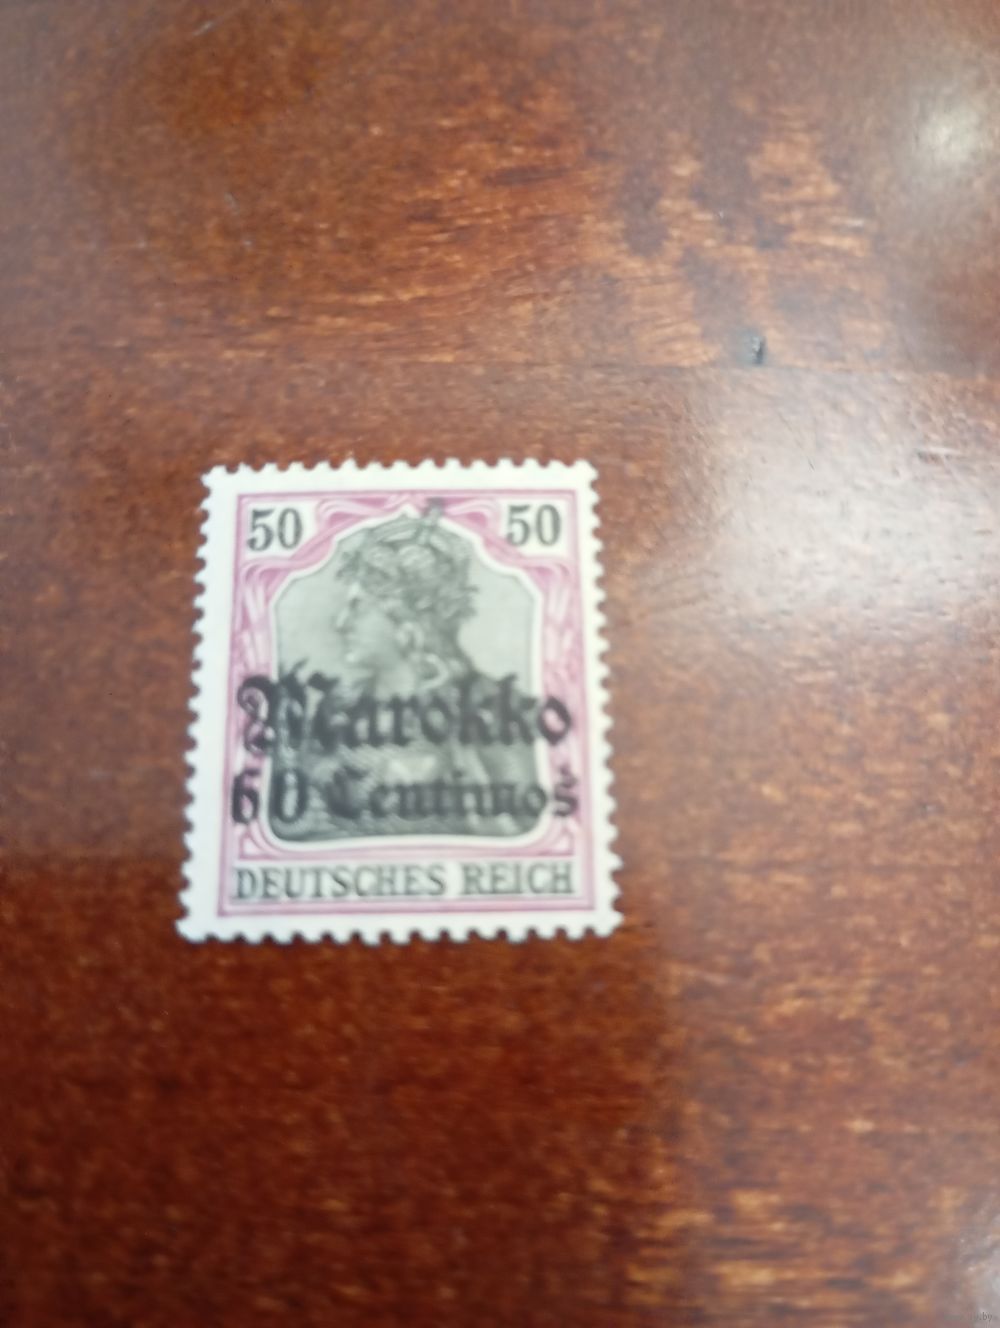 50 50
Marokko
60 Centimos
DEUTSCHES REICH